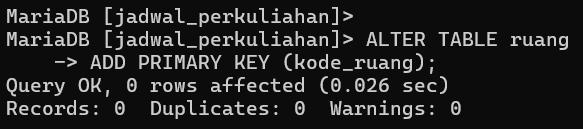 MariaDB [jadwal_perkuliahan]>
MariaDB [jadwal_perkuliahan]> ALTER TABLE ruang
    -> ADD PRIMARY KEY (kode_ruang);
Query OK, 0 rows affected (0.026 sec)
Records: 0  Duplicates: 0  Warnings: 0